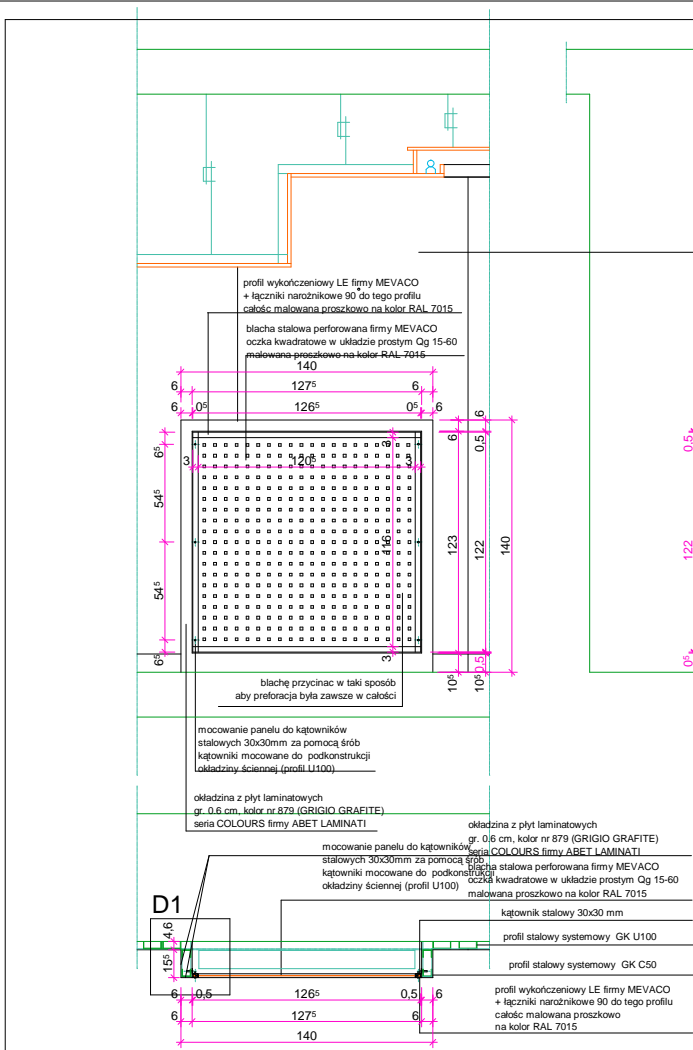 profil wykończeniowy LE firmy MEVACO
+ łączniki narożnikowe 90 do tego profilu
całośc malowana proszkowo na kolor RAL 7015
blacha stalowa perforowana firmy MEVACO
oczka kwadratowe w układzie prostym Qg 15-60
malowana proszkowo na kolor RAL 7015
140
6 127⁵ 6
6 0⁵ 126⁵ 0⁵ 6
6⁵
54⁵
54⁵
6⁵
3 120⁵ 3
3
116
3
6
123
10⁵
6
0,5
122
0.5
10⁵
140
0.5
122
0⁵
blachę przycinac w taki sposób
aby preforacja była zawsze w całości
mocowanie panelu do kątowników
stalowych 30x30mm za pomocą śrób
kątowniki mocowane do podkonstrukcji
okładziny ściennej (profil U100)
okładzina z płyt laminatowych
gr. 0.6 cm, kolor nr 879 (GRIGIO GRAFITE)
seria COLOURS firmy ABET LAMINATI
mocowanie panelu do kątowników
stalowych 30x30mm za pomocą śrób
kątowniki mocowane do podkonstrukcji
okładziny ściennej (profil U100)
okładzina z płyt laminatowych
gr. 0,6 cm, kolor nr 879 (GRIGIO GRAFITE)
seria COLOURS firmy ABET LAMINATI
blacha stalowa perforowana firmy MEVACO
oczka kwadratowe w układzie prostym Qg 15-60
malowana proszkowo na kolor RAL 7015
kątownik stalowy 30x30 mm
profil stalowy systemowy GK U100
profil stalowy systemowy GK C50
profil wykończeniowy LE firmy MEVACO
+ łączniki narożnikowe 90 do tego profilu
całośc malowana proszkowo
na kolor RAL 7015
D1
4,6
15⁵
6 0,5 126⁵ 0,5 6
6 127⁵ 6
140